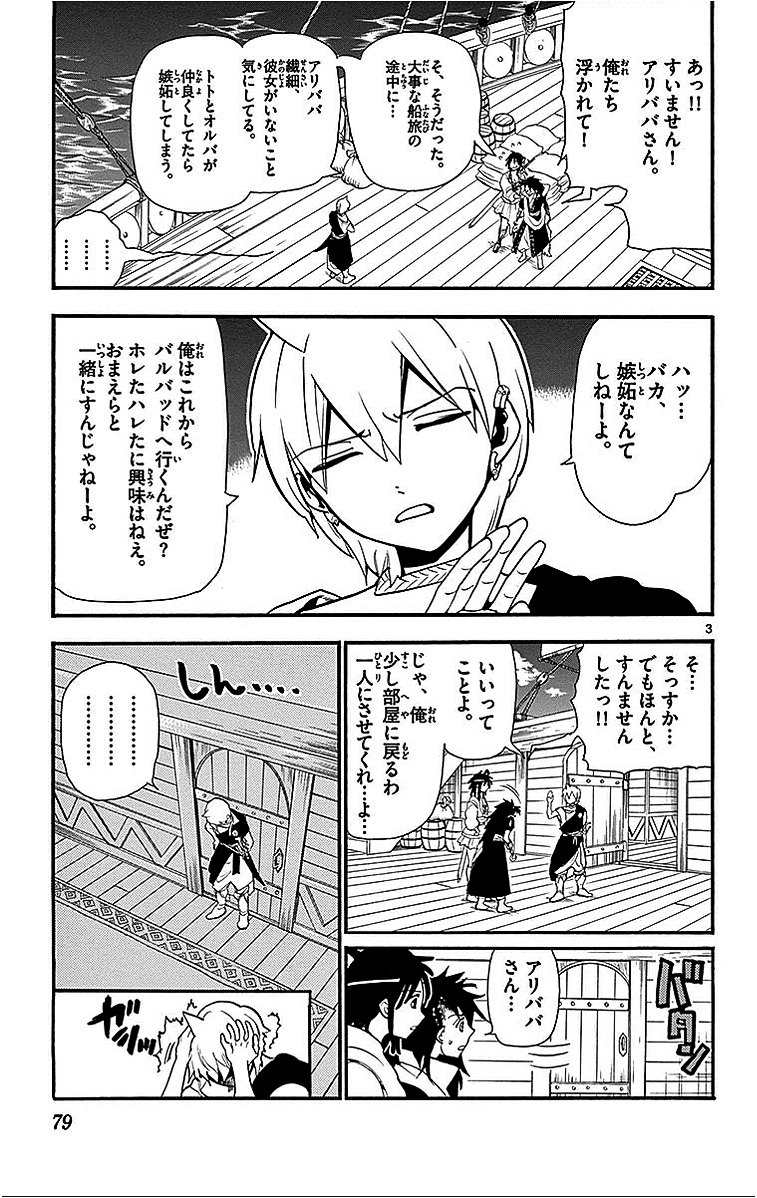 あっ!!
すいません!
アリババさん。
俺たち
浮かれて!
そ、そうだった。
大事な船旅の
途中に…
アリババ
繊細、
彼女がいないこと
気にしてる。
トトとオルバが
仲良くしてたら
嫉妬してしまう。
………
………
ハッ…
バカ、
嫉妬なんて
しねーよ。
俺はこれから
バルバッドへ行くんだぜ?
ホレたハレたに興味はねえ。
おまえらと
一緒にすんじゃねーよ。
3
そ…
そっすか…
でもほんと、
すんません
したっ!!
いいって
ことよ。
じゃ、俺
少し部屋に戻るわ
一人にさせてくれ…よ…
バタン
アリババ
さん…
しん‥‥
…………
…………
ガシッ
79